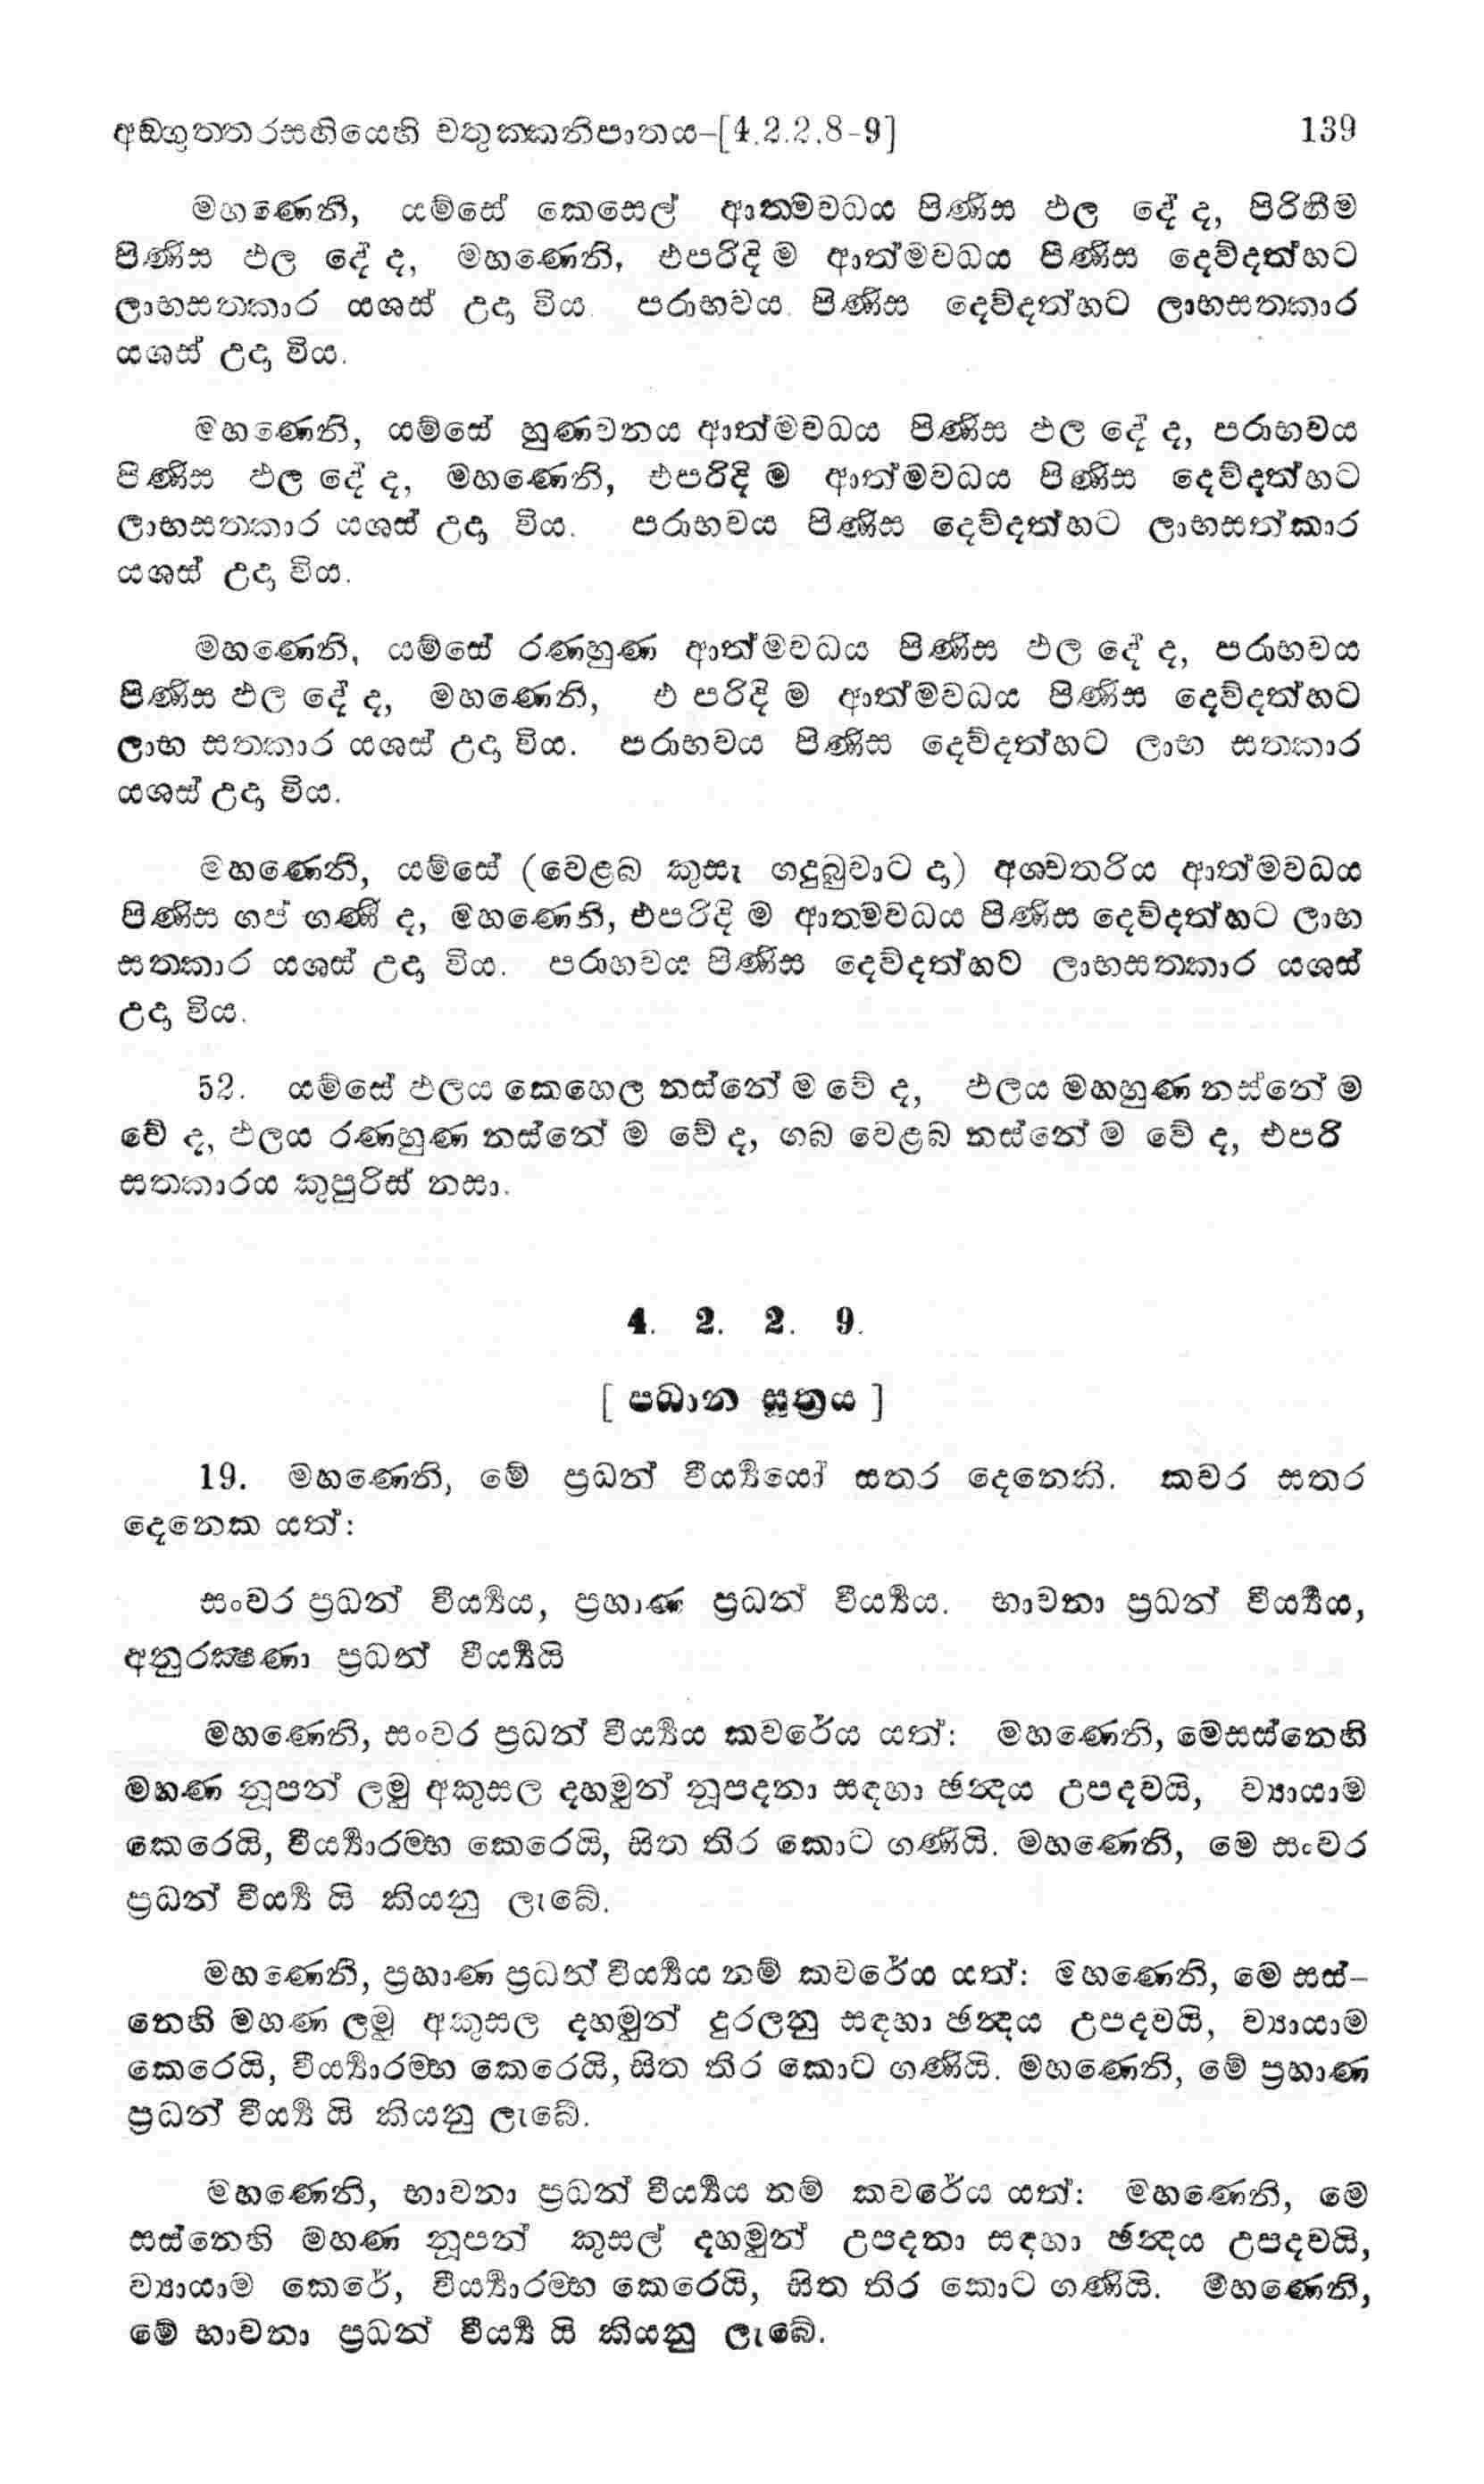 අඞ්ගුත්තරසඟියෙහි චතුක්කනිපාතය-[4.2.2.8-9] 139
මහණෙනි, යම්සේ කෙසෙල් ආත්මවධය පිණිස ඵල දේ ද, පිරිහීම්
පිණිස ඵල දේ ද, මහණෙනි, එපරිදි ම ආත්මවධය පිණිස දෙව්දත්හට
ලාභසත්කාර යශස් උදා විය. පරාභවය පිණිස දෙව්දත්හට ලාභසත්කාර
යශස් උදා විය.
මහණෙනි, යම්සේ හුණවනය ආත්මවධය පිණිස ඵල දේ ද, පරාභවය
පිණිස ඵල දේ ද, මහණෙනි, එපරිදි ම ආත්මවධය පිණිස දෙව්දත්හට
ලාභසත්කාර යශස් උදා විය. පරාභවය පිණිස දෙව්දත්හට ලාභසත්කාර
යශස් උදා විය.
මහණෙනි, යම්සේ රණහුණ ආත්මවධය පිණිස ඵල දේ ද, පරාභවය
පිණිස ඵල දේ ද, මහණෙනි, එ පරිදි ම ආත්මවධය පිණිස දෙව්දත්හට
ලාභ සත්කාර යශස් උදා විය. පරාභවය පිණිස දෙව්දත්හට ලාභ සත්කාර
යශස් උදා විය.
මහණෙනි, යම්සේ (වෙළඹ කුසෑ ගදුබුවාට දා) අශ්වතරිය ආත්මවධය
පිණිස ගප් ගණී ද, මහණෙනි, එපරිදි ම ආත්මවධය පිණිස දෙව්දත්හට ලාභ
සත්කාර යශස් උදා විය. පරාභවය පිණිස දෙව්දත්හට ලාභසත්කාර යශස්
උදා විය.
52. යම්සේ ඵලය කෙහෙල නස්නේ ම වේ ද, ඵලය මහහුණ නස්නේ ම
වේ ද, ඵලය රණහුණ නස්නේ ම වේ ද, ගබ වෙළඹ නස්නේ ම වේ ද, එපරි
සත්කාරය කුපුරිස් නසා.
4. 2. 2. 9.
[ පධාන සූත්‍රය ]
19. මහණෙනි, මේ ප්‍රධන් වීර්‍ය්‍යයෝ සතර දෙනෙකි. කවර සතර
දෙනෙක යත්:
සංවර ප්‍රධන් වීර්‍ය්‍යය, ප්‍රහාණ ප්‍රධන් වීර්‍ය්‍යය. භාවනා ප්‍රධන් වීර්‍ය්‍යය,
අනුරක්ෂණා ප්‍රධන් වීර්‍ය්‍යයි
මහණෙනි, සංවර ප්‍රධන් වීර්‍ය්‍යය කවරේය යත්: මහණෙනි, මෙසස්නෙහි
මහණ නූපන් ලාමු අකුසල දහමුන් නූපදනා සඳහා ඡන්දය උපදවයි, ව්‍යායාම
කෙරෙයි, වීර්‍ය්‍යාරම්භ කෙරෙයි, සිත තිර කොට ගණියි. මහණෙනි, මෙ සංවර
ප්‍රධන් වීර්‍ය්‍ය යි කියනු ලැබේ.
මහණෙනි, ප්‍රහාණ ප්‍රධන් වීර්‍ය්‍යය නම් කවරේය යත්: මහණෙනි, මෙ සස්-
නෙහි මහණ ලාමු අකුසල දහමුන් දුරලනු සඳහා ඡන්දය උපදවයි, ව්‍යායාම
කෙරෙයි, වීර්‍ය්‍යාරම්භ කෙරෙයි, සිත තිර කොට ගණියි. මහණෙනි, මේ ප්‍රහාණ
ප්‍රධන් වීර්‍ය්‍ය යි කියනු ලැබේ.
මහණෙනි, භාවනා ප්‍රධන් වීර්‍ය්‍යය නම් කවරේය යත්: මහණෙනි, මෙ
සස්නෙහි මහණ නූපන් කුසල් දහමුන් උපදනා සඳහා ඡන්දය උපදවයි,
ව්‍යායාම කෙරේ, වීර්‍ය්‍යාරම්භ කෙරෙයි, සිත තිර කොට ගණියි. මහණෙනි,
මේ භාවනා ප්‍රධන් වීර්‍ය්‍ය යි කියනු ලැබේ.